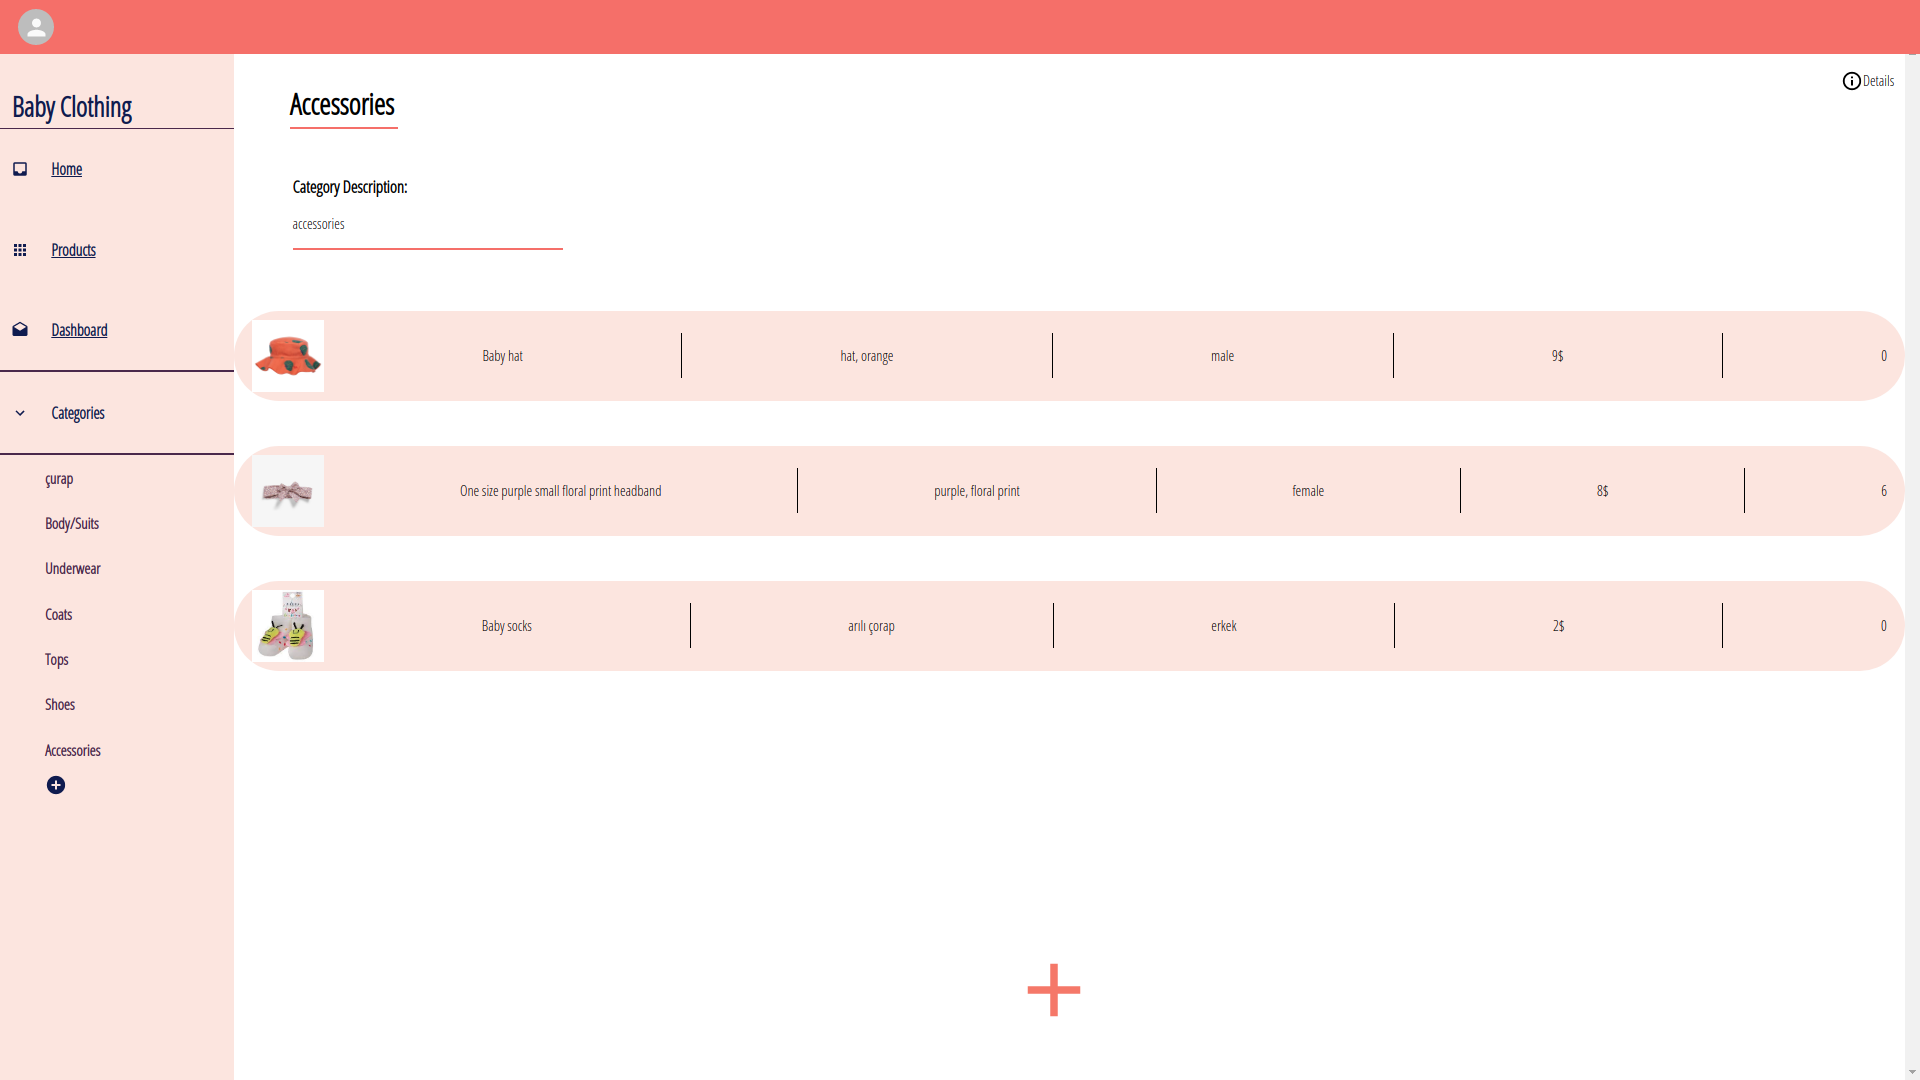 Details
Baby Clothing
Accessories
Home
Category Description:
accessories
Products
Dashboard
Categories
çurap
Body/Suits
Underwear
Coats
Tops
Shoes
Accessories
Baby hat hat, orange male 9$ 0
One size purple small floral print headband purple, floral print female 8$ 6
Baby socks arılı çorap erkek 2$ 0